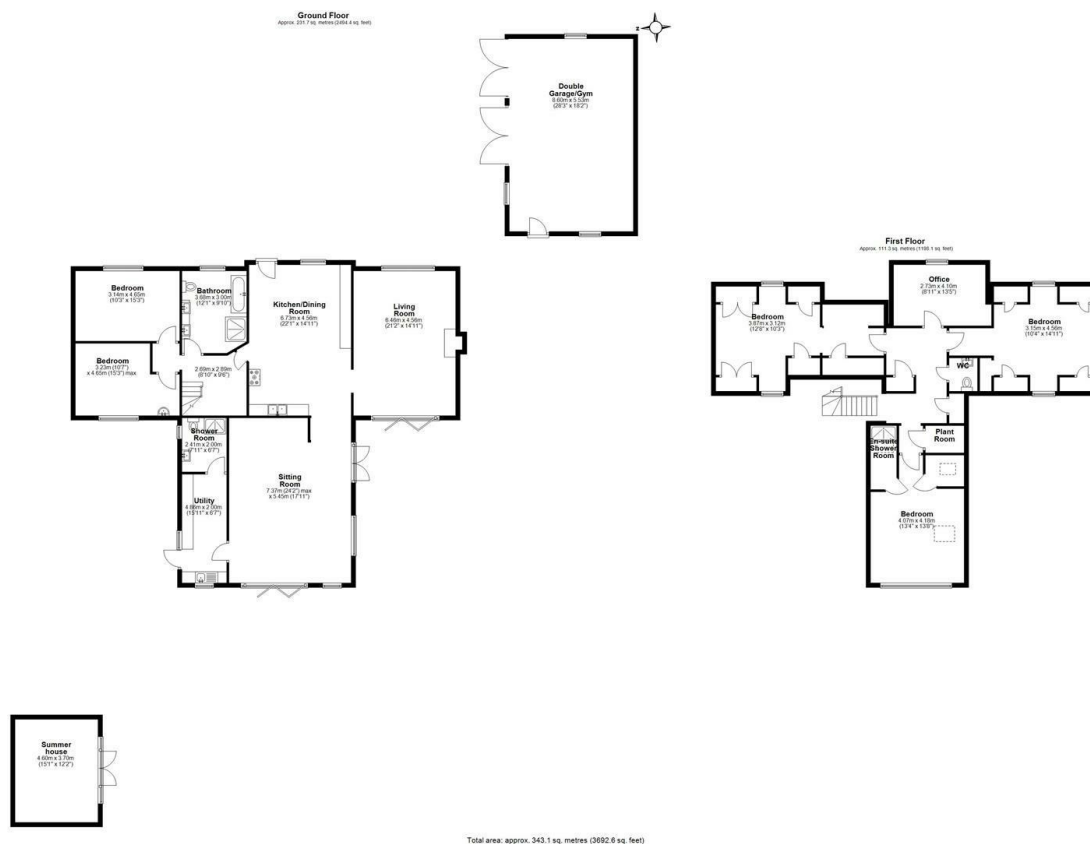 Ground Floor
Approx. 231.7 sq. metres (2494.4 sq. feet)
Double
Garage/Gym
8.60m x 5.53m
(28'3" x 18'2")
Bedroom
3.14m x 4.65m
(10'3" x 15'3")
Bathroom
3.68m x 3.00m
(12'1" x 9'10")
Kitchen/Dining
Room
6.73m x 4.56m
(22'1" x 14'11")
Living
Room
6.46m x 4.56m
(21'2" x 14'11")
Bedroom
3.23m (10'7")
x 4.65m (15'3") max
2.69m x 2.89m
(8'10" x 9'6")
Shower
Room
2.41m x 2.00m
(7'11" x 6'7")
Sitting
Room
7.37m (24'2") max
x 5.45m (17'11")
Utility
4.86m x 2.00m
(15'11" x 6'7")
Summer
house
4.60m x 3.70m
(15'1" x 12'2")
First Floor
Approx. 111.3 sq. metres (1198.1 sq. feet)
Office
2.73m x 4.10m
(8'11" x 13'5")
Bedroom
3.87m x 3.12m
(12'8" x 10'3")
Bedroom
3.15m x 4.56m
(10'4" x 14'11")
WC
Plant
Room
En-suite
Shower
Room
Bedroom
4.07m x 4.18m
(13'4" x 13'8")
Total area: approx. 343.1 sq. metres (3692.6 sq. feet)